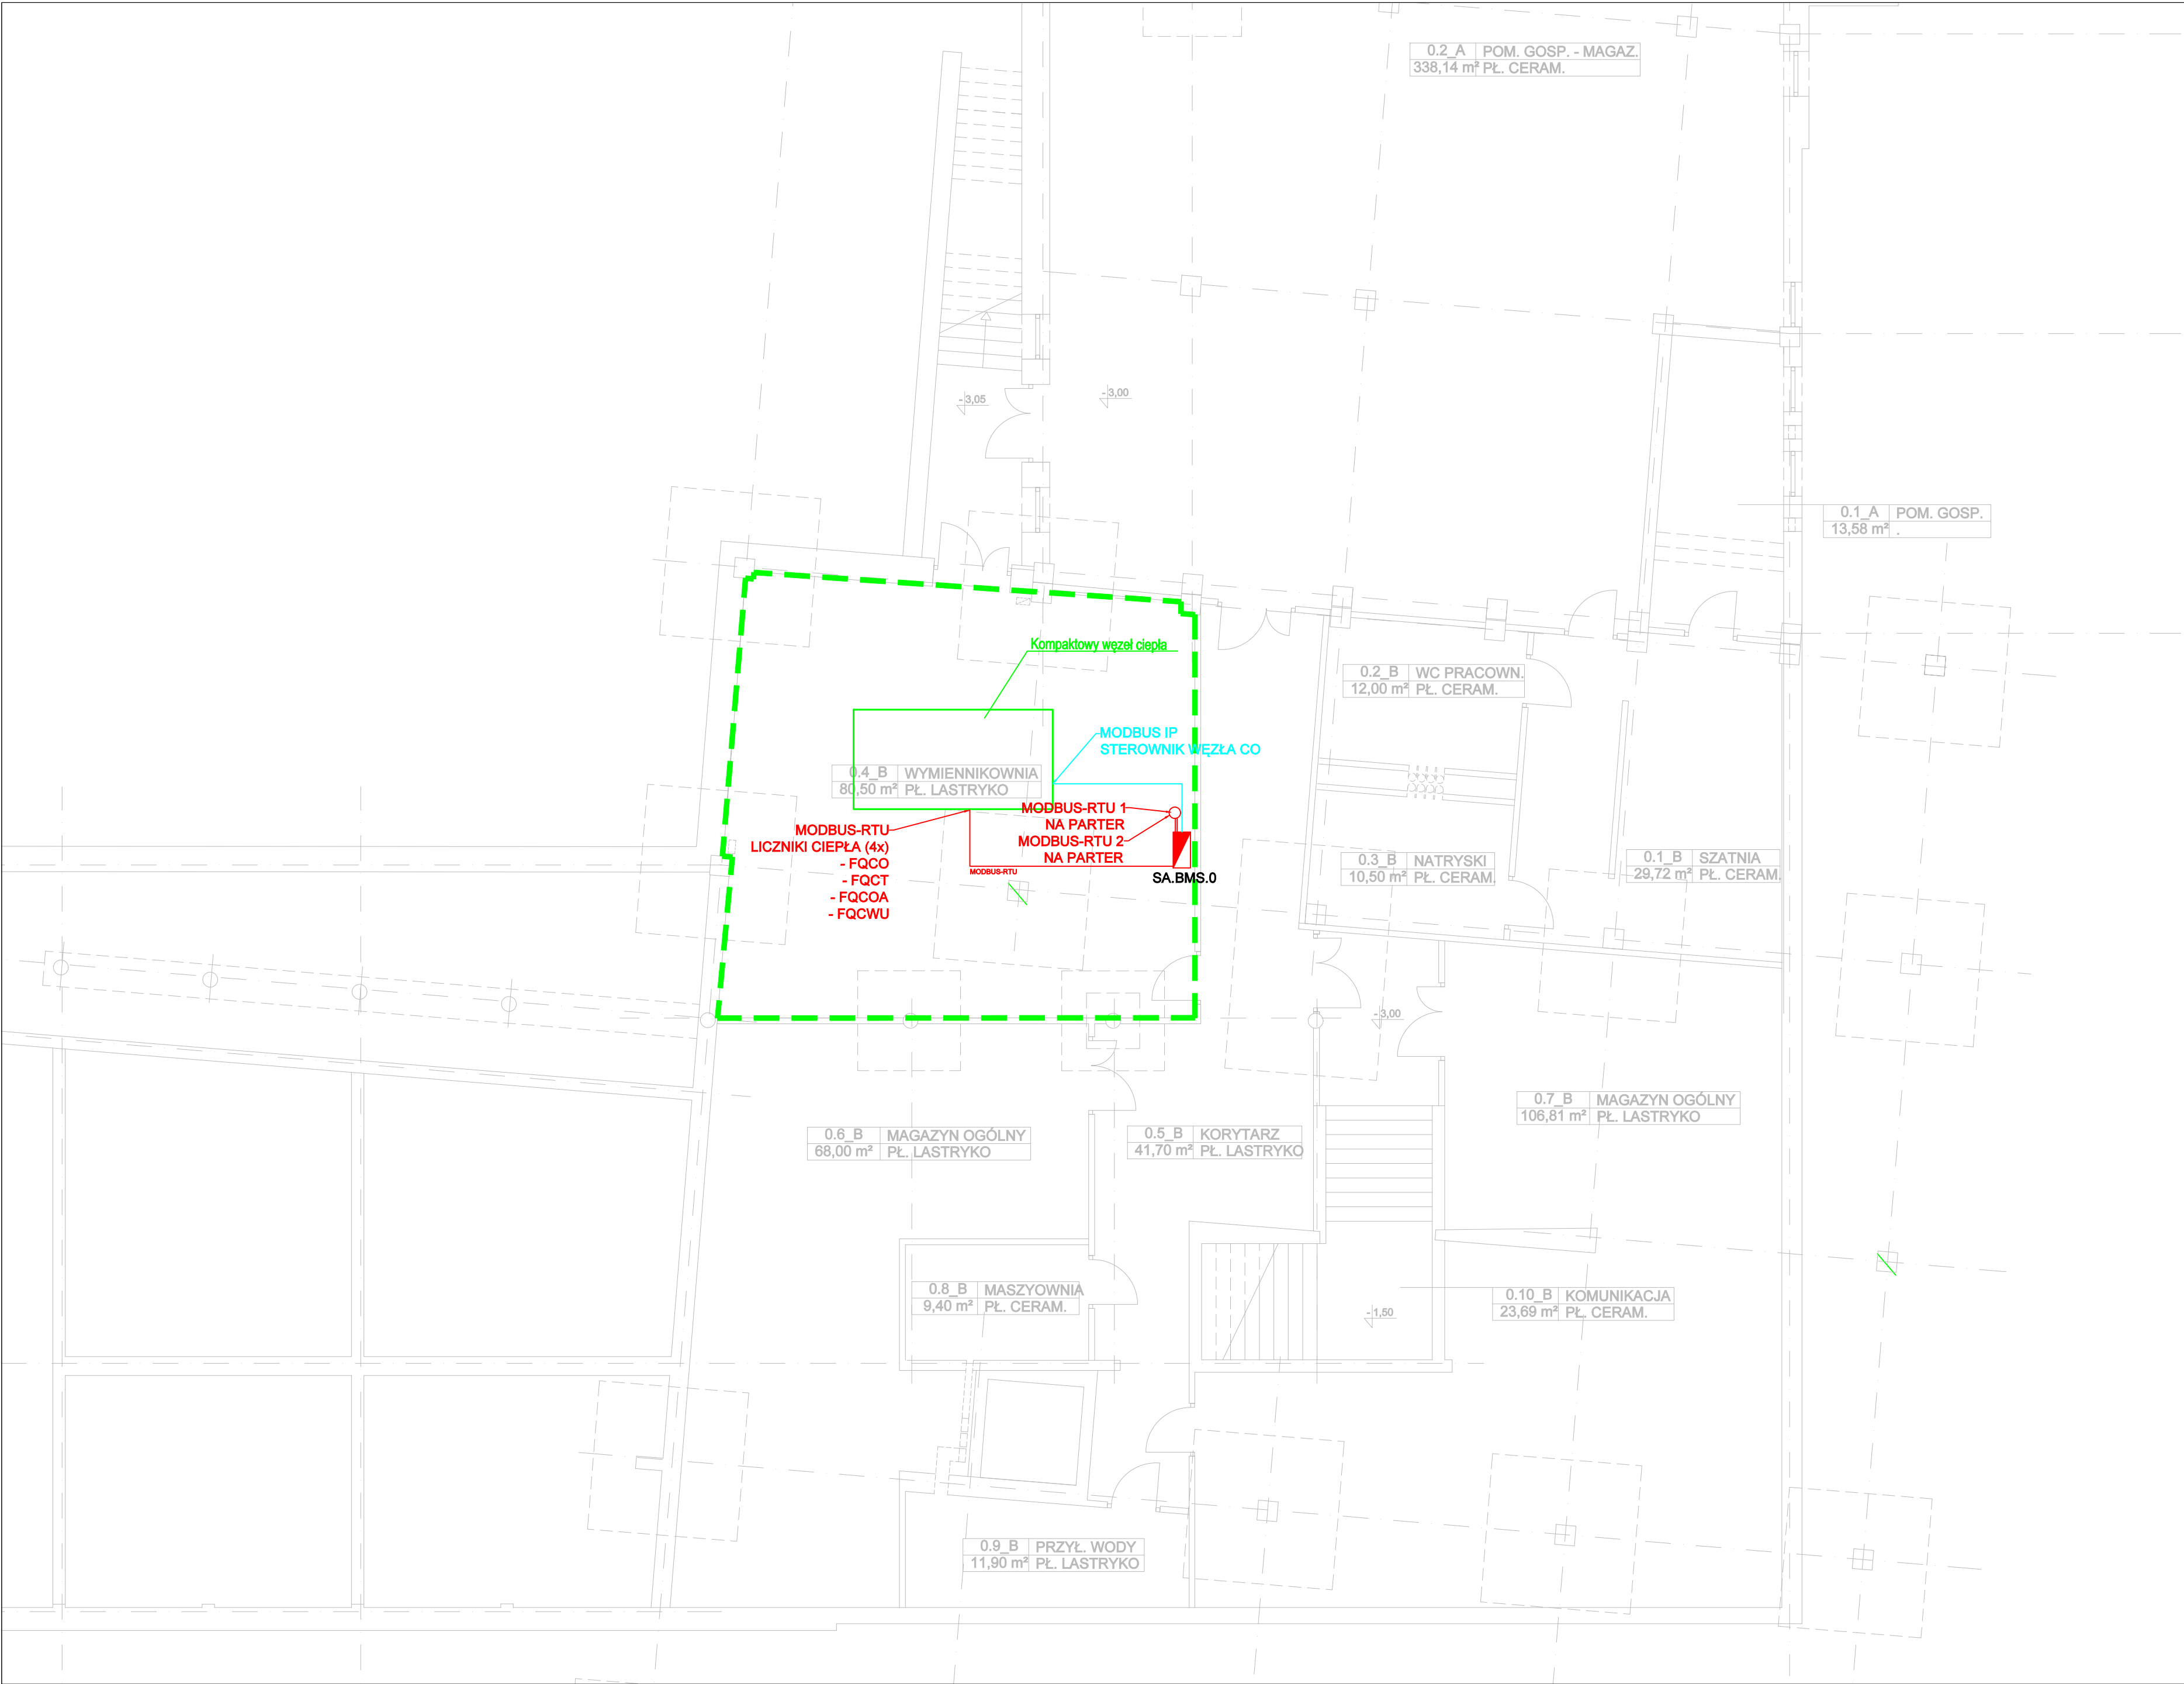 0.2_A POM. GOSP. - MAGAZ.
338,14 m² PŁ. CERAM.
- 3,05
- 3,00
0.1_A POM. GOSP.
13,58 m² .
Kompaktowy węzeł ciepła
0.2_B WC PRACOWN.
12,00 m² PŁ. CERAM.
MODBUS IP
STEROWNIK WĘZŁA CO
0.4_B WYMIENNIKOWNIA
80,50 m² PŁ. LASTRYKO
MODBUS-RTU 1
NA PARTER
MODBUS-RTU 2
NA PARTER
MODBUS-RTU
LICZNIKI CIEPŁA (4x)
- FQCO
- FQCT
- FQCOA
- FQCWU
MODBUS-RTU
SA.BMS.0
0.3_B NATRYSKI
10,50 m² PŁ. CERAM.
0.1_B SZATNIA
29,72 m² PŁ. CERAM.
- 3,00
0.7_B MAGAZYN OGÓLNY
106,81 m² PŁ. LASTRYKO
0.6_B MAGAZYN OGÓLNY
68,00 m² PŁ. LASTRYKO
0.5_B KORYTARZ
41,70 m² PŁ. LASTRYKO
0.8_B MASZYOWNIA
9,40 m² PŁ. CERAM.
- 1,50
0.10_B KOMUNIKACJA
23,69 m² PŁ. CERAM.
0.9_B PRZYŁ. WODY
11,90 m² PŁ. LASTRYKO